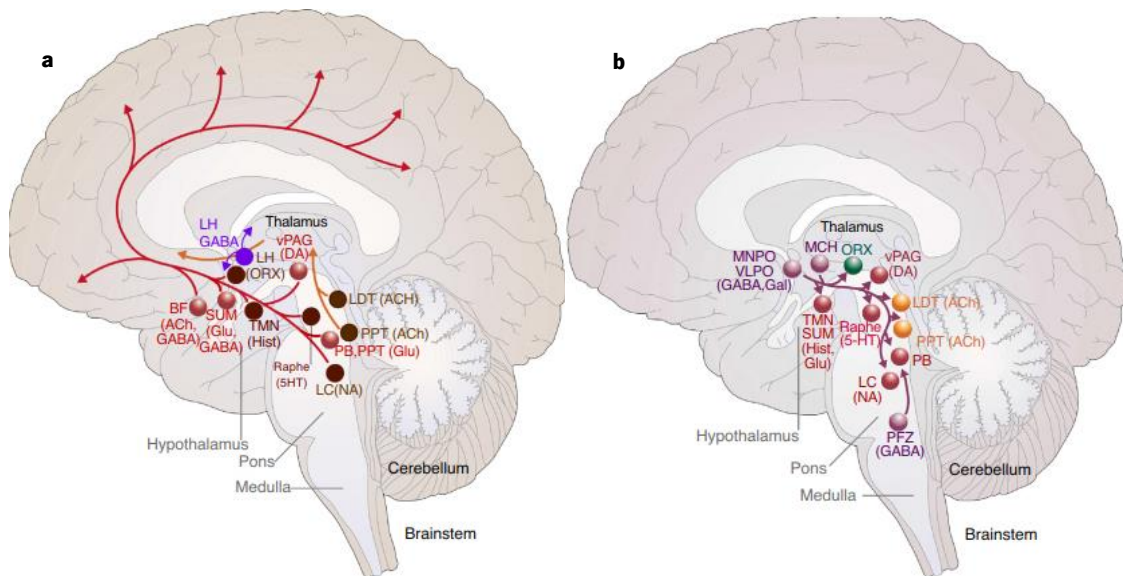 a
LH
GABA
Thalamus
vPAG
(DA)
LH
(ORX)
LDT (ACH)
BF
(ACh,
GABA)
SUM
(Glu,
GABA)
TMN
(Hist)
PPT (ACh)
PB,PPT (Glu)
Raphe
(5HT)
LC(NA)
Hypothalamus
Pons
Medulla
Cerebellum
Brainstem
b
Thalamus
MNPO
VLPO
(GABA,Gal)
MCH
ORX
vPAG
(DA)
LDT (ACh)
TMN
SUM
(Hist,
Glu)
Raphe
(5-HT)
PPT (ACh)
PB
LC
(NA)
PFZ
(GABA)
Hypothalamus
Pons
Medulla
Cerebellum
Brainstem